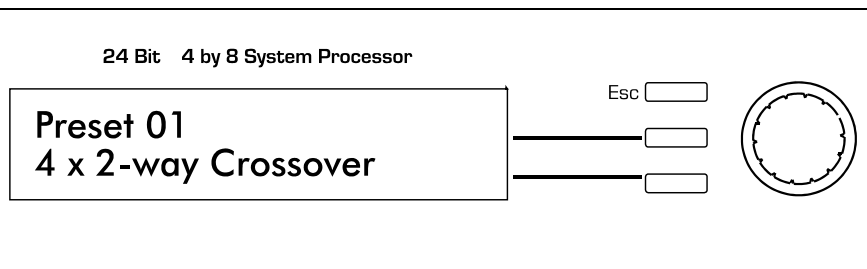 24 Bit 4 by 8 System Processor
Esc
Preset 01
4 x 2-way Crossover